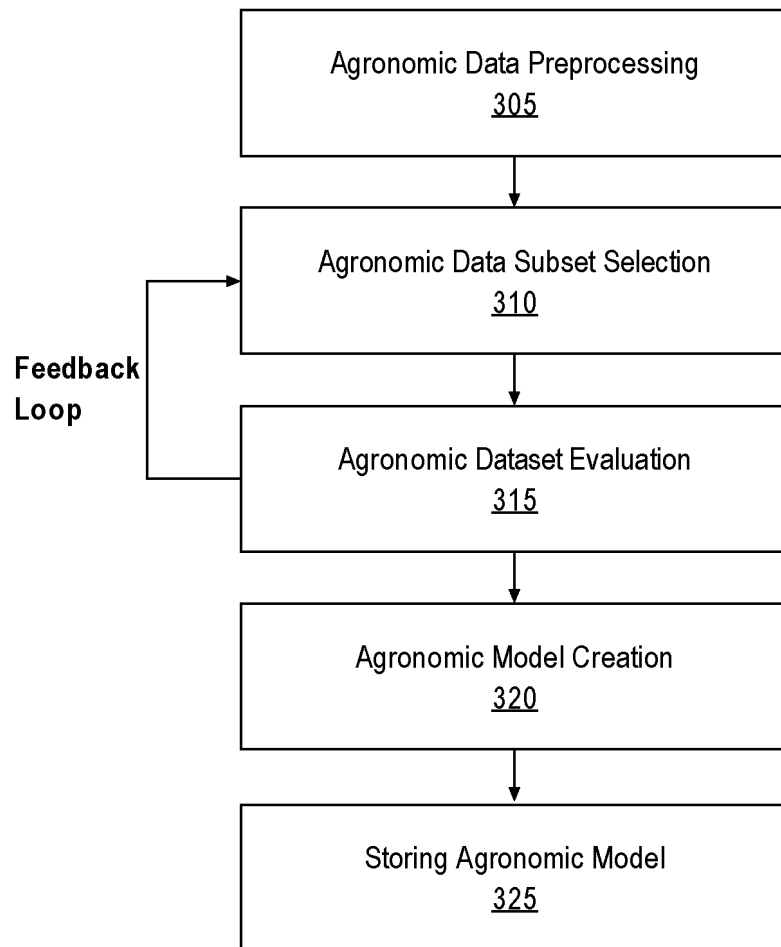 Agronomic Data Preprocessing
305
Agronomic Data Subset Selection
310
Feedback
Loop
Agronomic Dataset Evaluation
315
Agronomic Model Creation
320
Storing Agronomic Model
325